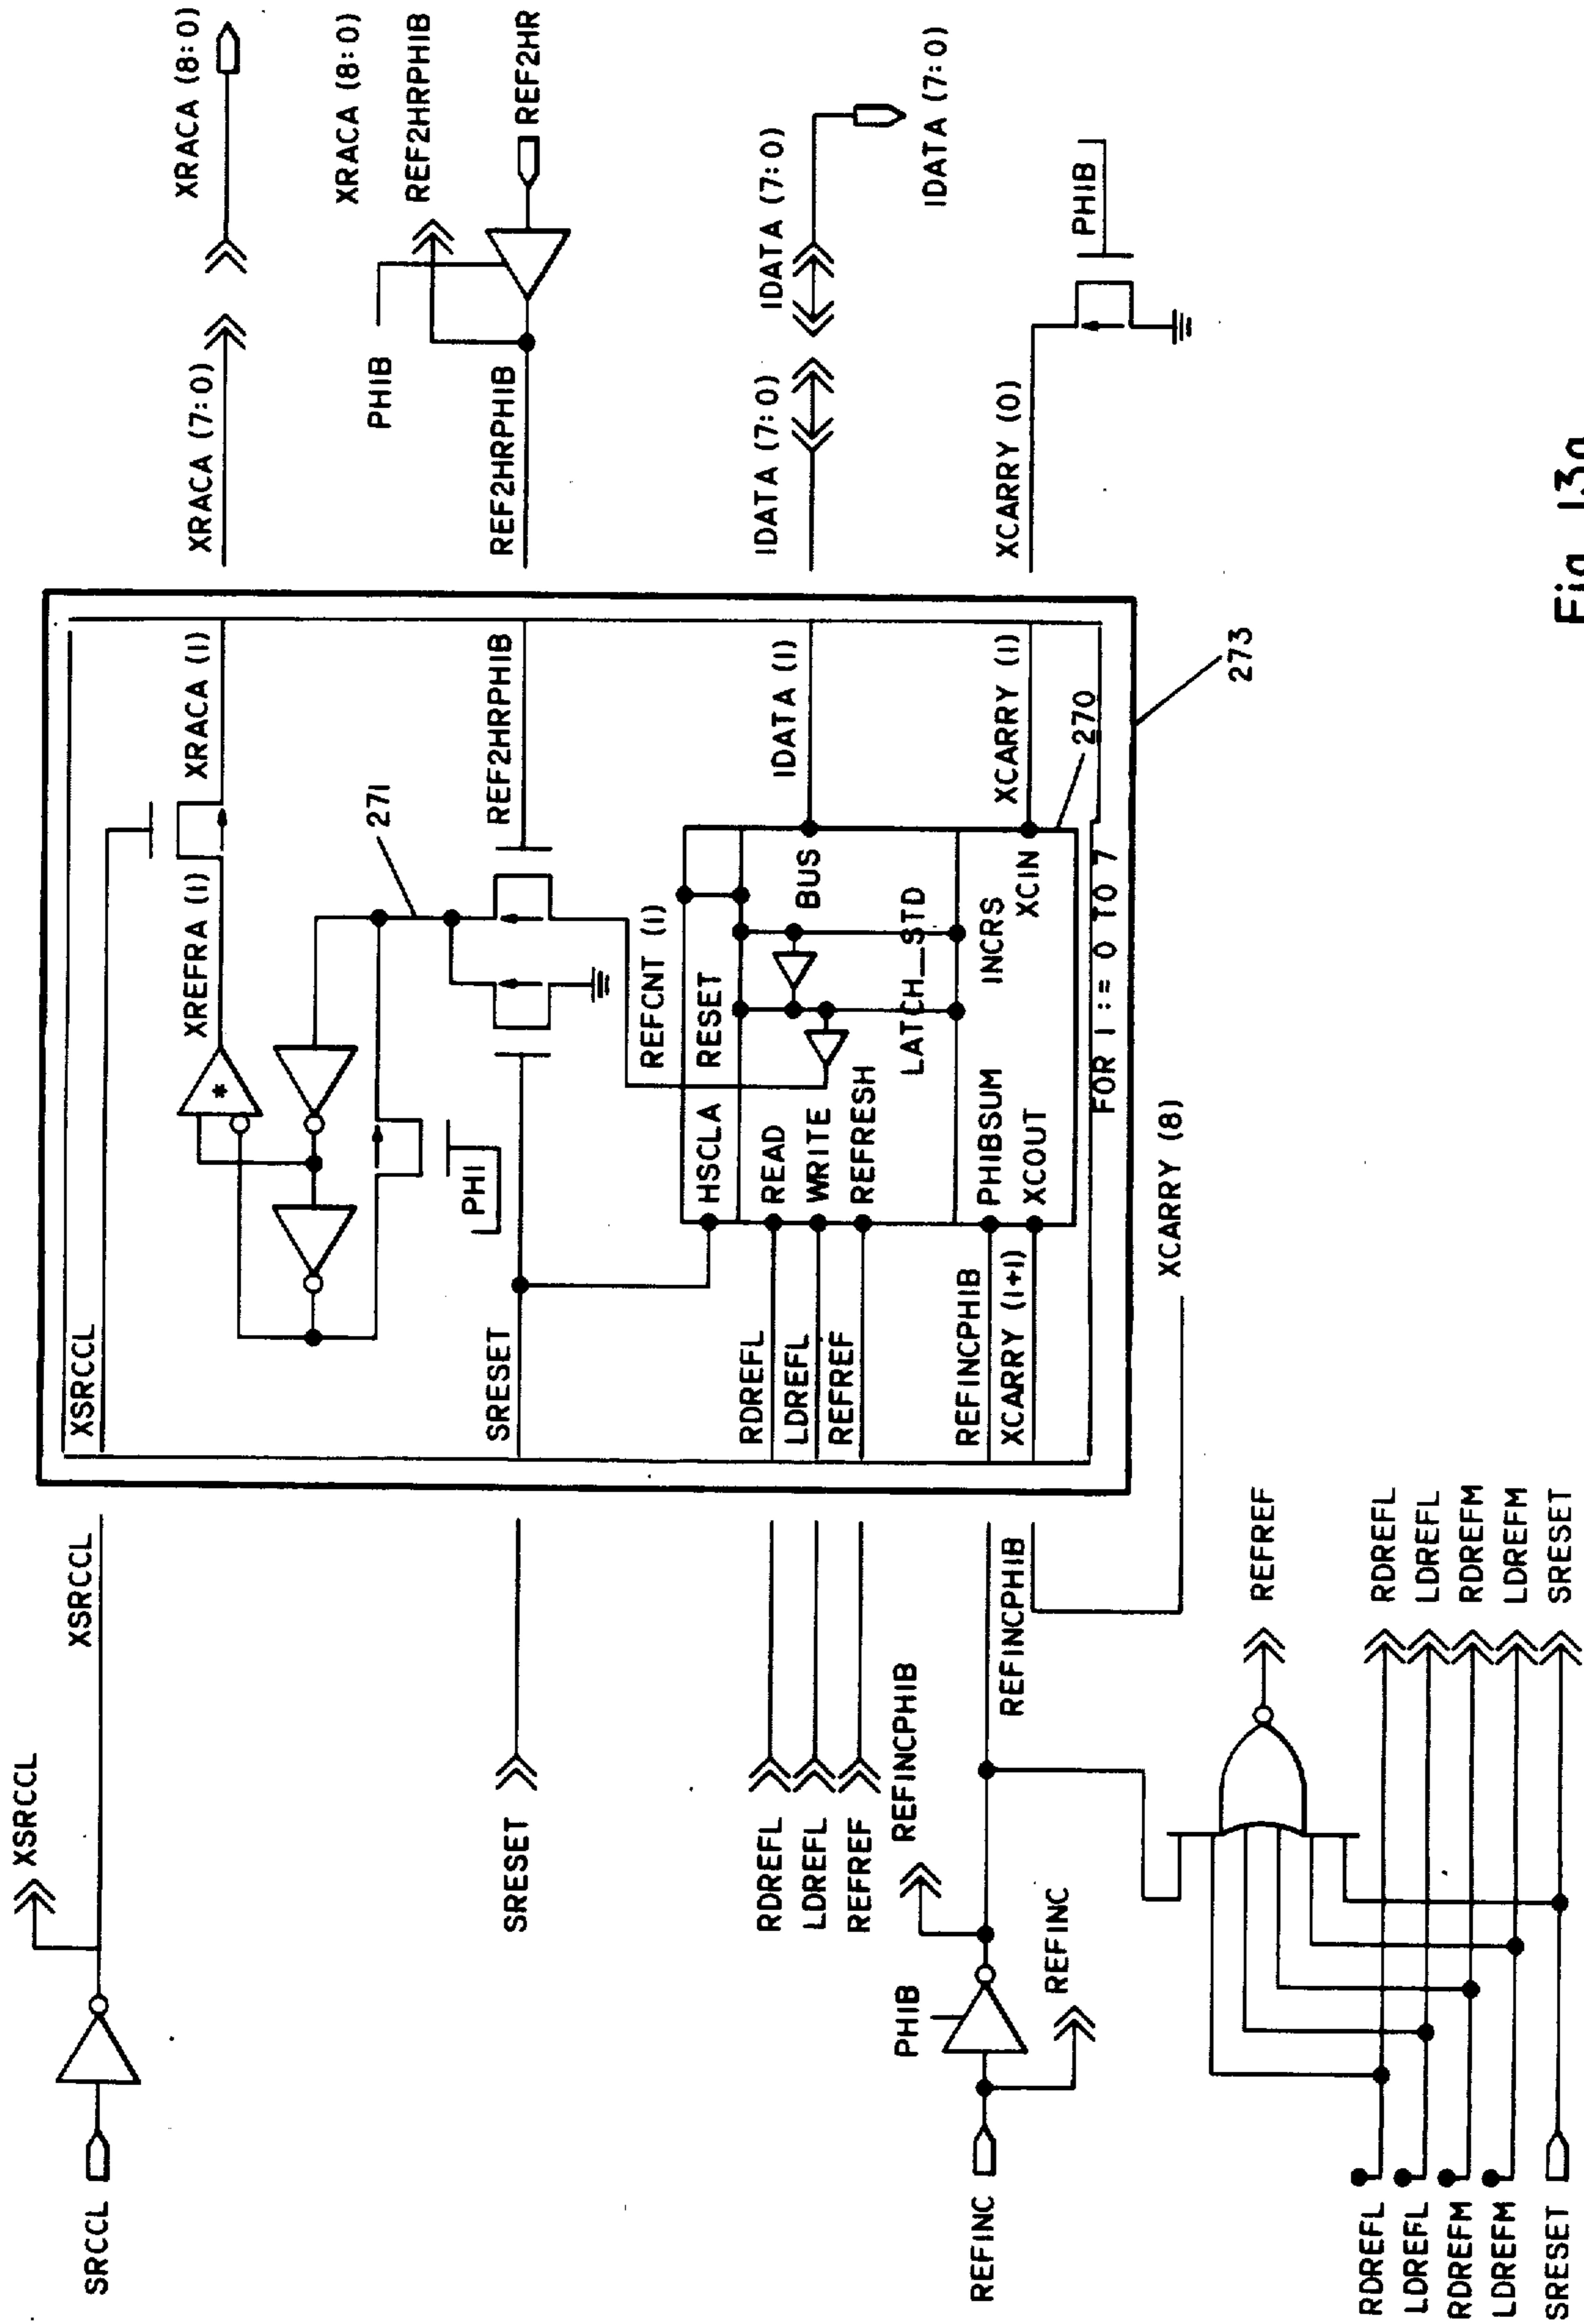 SRCCL
XSRCCL
XSRCCL
XSRCCL
XREFRA (I)
XRACA (I)
XRACA (7:0)
XRACA (8:0)
*
XRACA (8:0)
PHIB
REF2HRPHIB
REF2HR
REF2HRPHIB
REF2HRPHIB
271
PHI
SRESET
SRESET
REFCNT (I)
HSCLA
RESET
READ
WRITE
REFRESH
BUS
LATCH_STD
PHIBSUM
INCRS
XCOUT
XCIN
RDREFL
LDREFL
REFREF
RDREFL
LDREFL
REFREF
IDATA (I)
IDATA (7:0)
IDATA (7:0)
IDATA (7:0)
REFINCPHIB
XCARRY (I+I)
XCARRY (I)
XCARRY (0)
PHIB
270
FOR I := 0 TO 7
273
XCARRY (8)
REFINC
PHIB
REFINCPHIB
REFINC
REFINCPHIB
REFREF
RDREFL
LDREFL
RDREFM
LDREFM
SRESET
RDREFL
LDREFL
RDREFM
LDREFM
SRESET
Fig. 13a